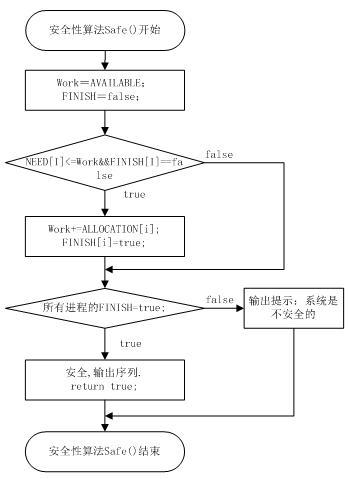 安全性算法Safe()开始
Work=AVAILABLE;
FINISH=false;
NEED[I]<=Work&&FINISH[I]==fa
lse
false
true
Work+=ALLOCATION[i];
FINISH[i]=true;
所有进程的FINISH=true;
false
输出提示：系统是
不安全的
true
安全,输出序列.
return true;
安全性算法Safe()结束